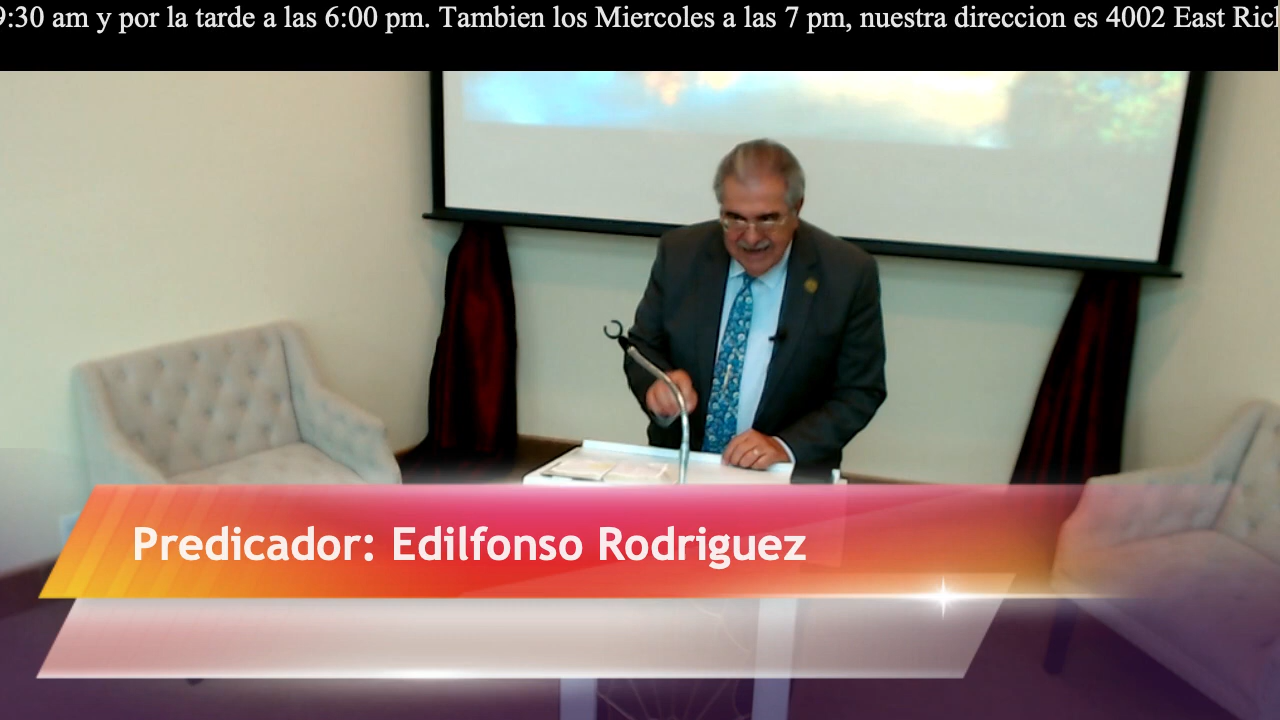 9:30 am y por la tarde a las 6:00 pm. Tambien los Miercoles a las 7 pm, nuestra direccion es 4002 East
Predicador: Edilfonso Rodriguez